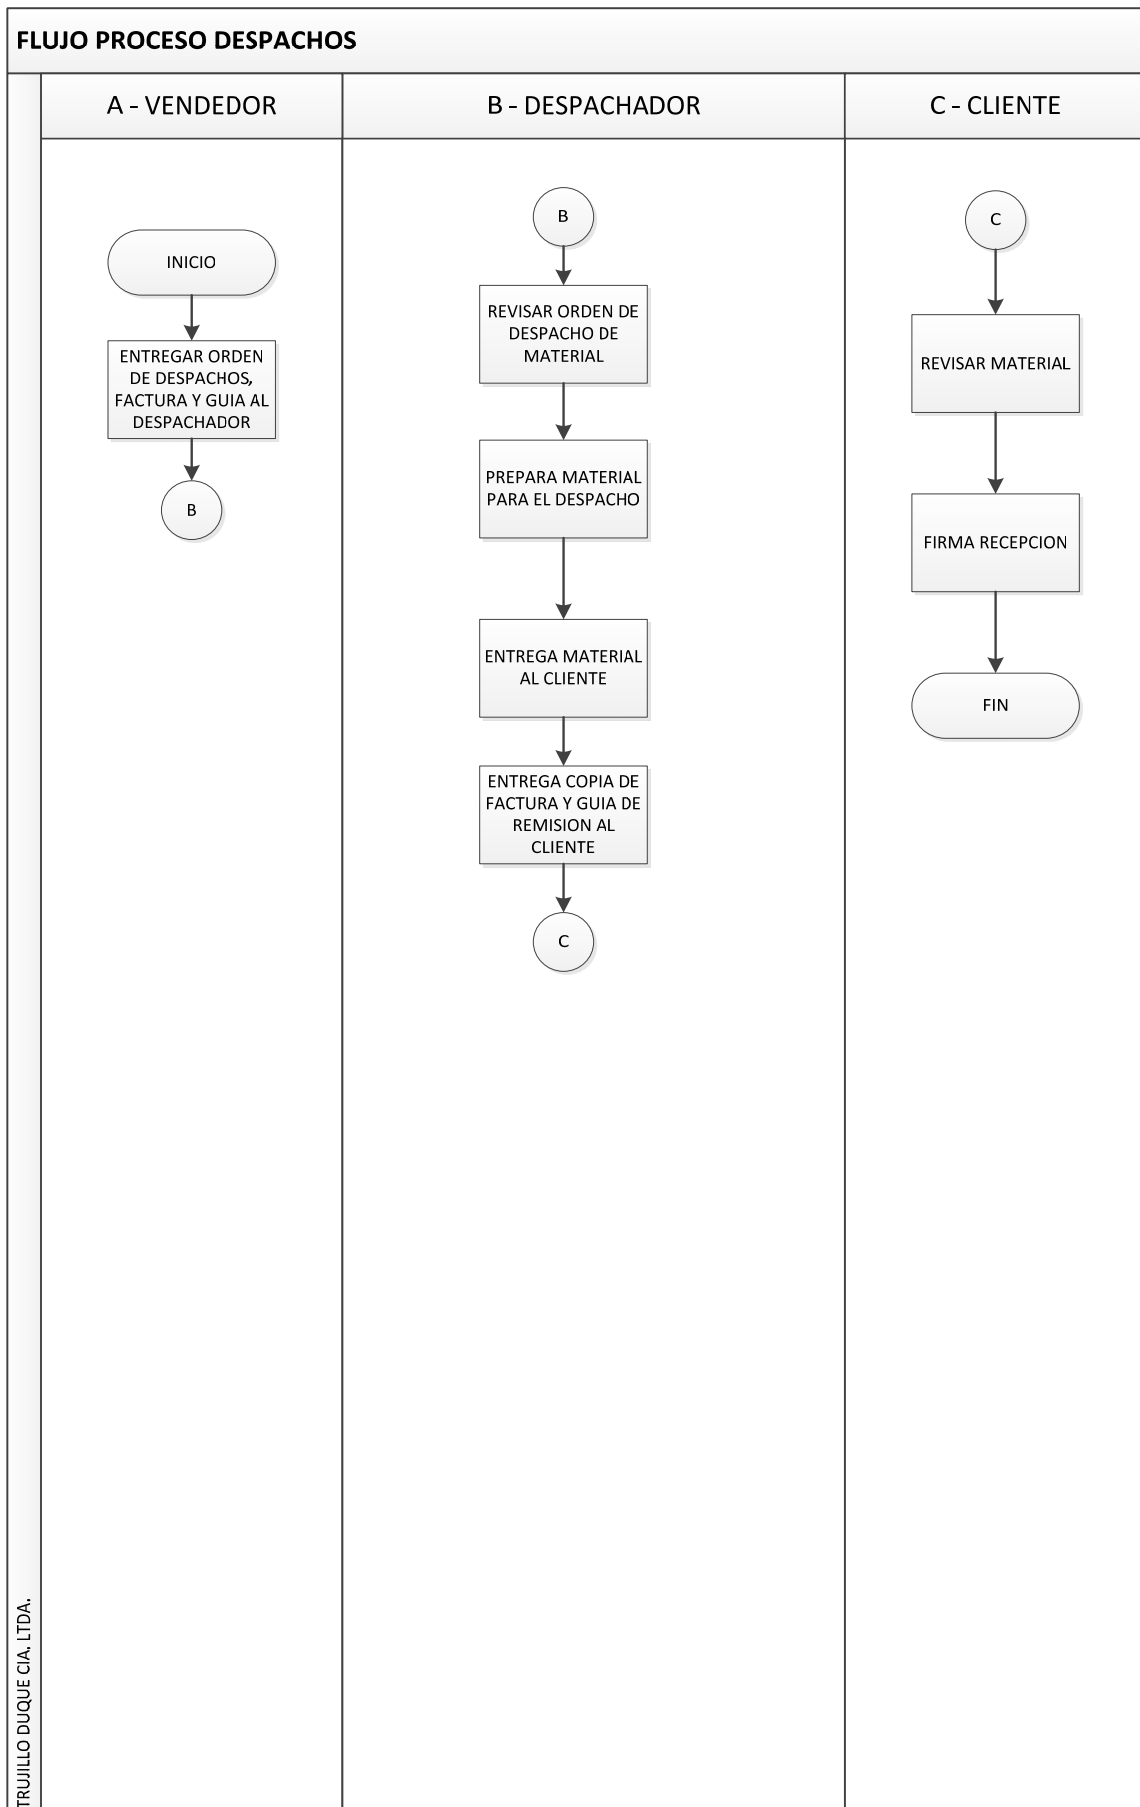 FLUJO PROCESO DESPACHOS
A - VENDEDOR
B - DESPACHADOR
C - CLIENTE
INICIO
ENTREGAR ORDEN
DE DESPACHOS,
FACTURA Y GUIA AL
DESPACHADOR
B
B
REVISAR ORDEN DE
DESPACHO DE
MATERIAL
PREPARA MATERIAL
PARA EL DESPACHO
ENTREGA MATERIAL
AL CLIENTE
ENTREGA COPIA DE
FACTURA Y GUIA DE
REMISION AL
CLIENTE
C
C
REVISAR MATERIAL
FIRMA RECEPCION
FIN
TRUJILLO DUQUE CIA. LTDA.